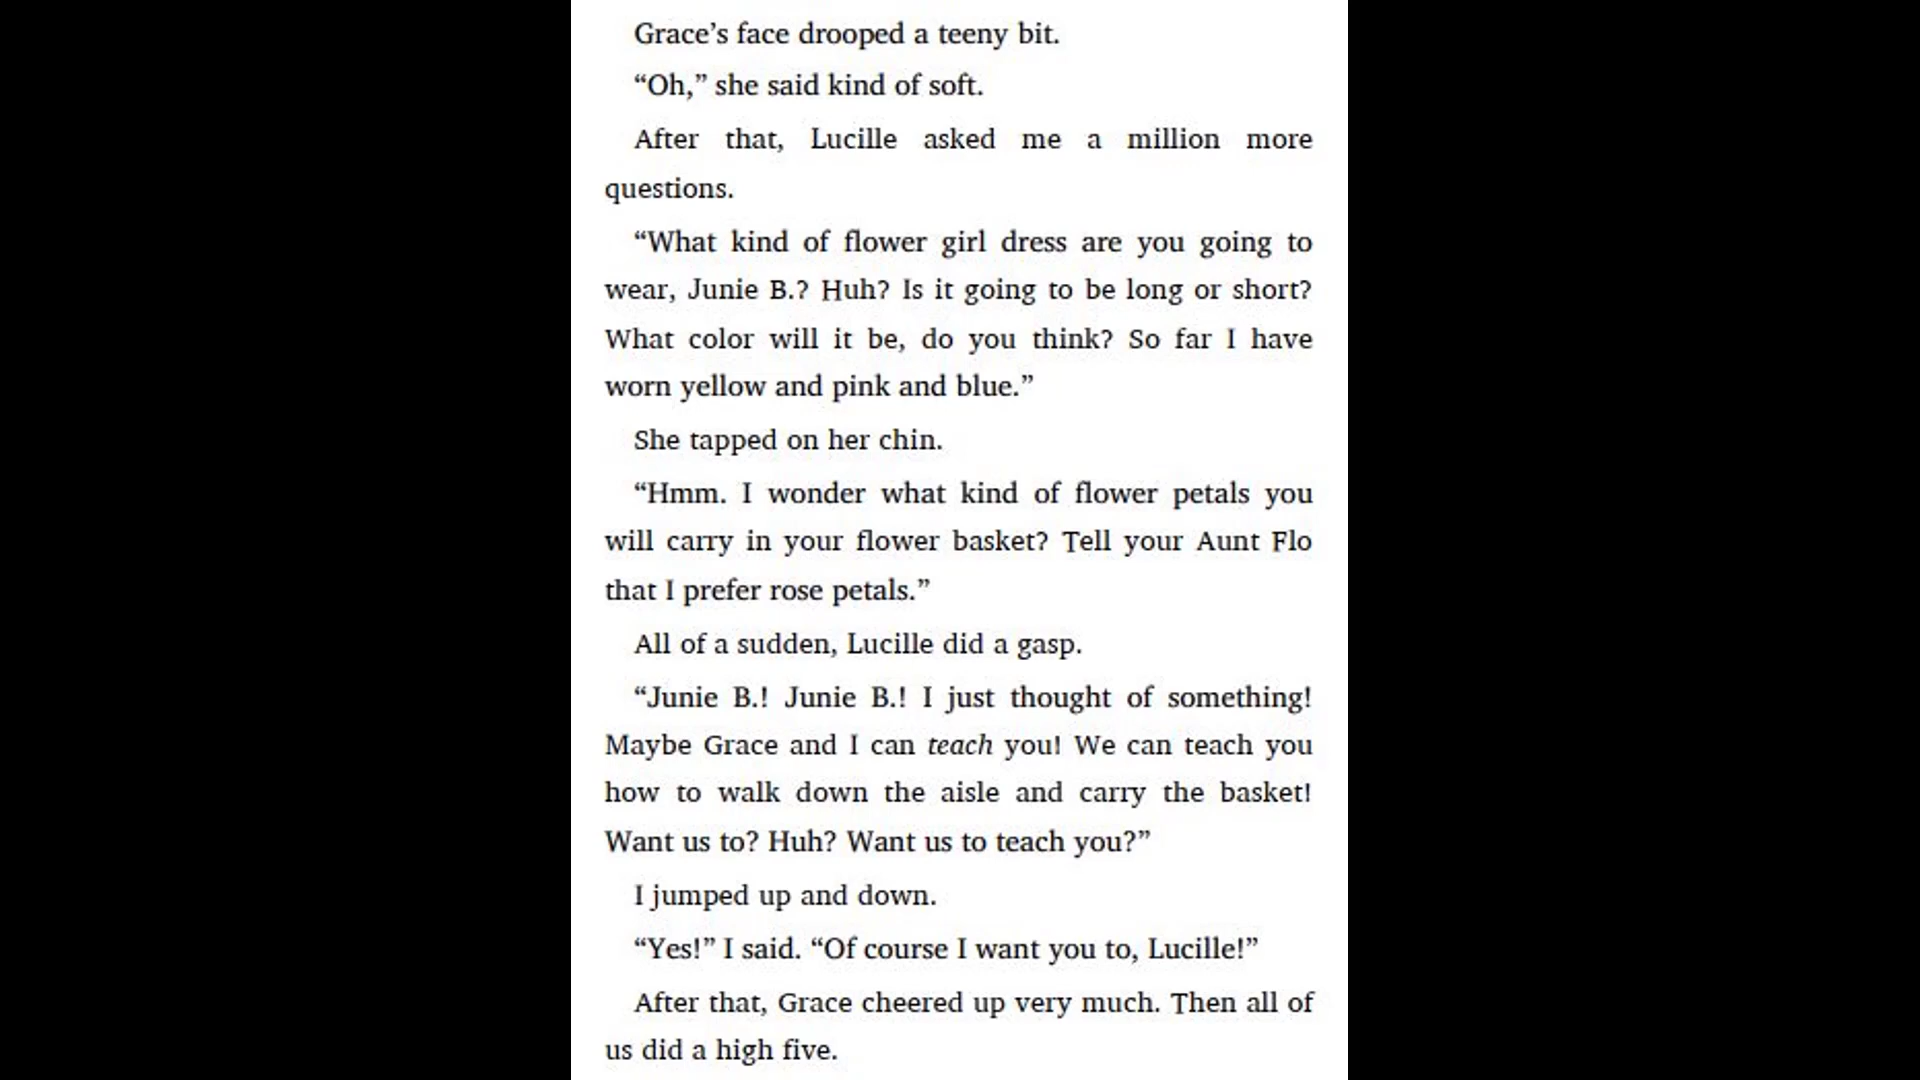 Grace’s face drooped a teeny bit.
“Oh,” she said kind of soft.
After that, Lucille asked me a million more
questions.
“What kind of flower girl dress are you going to
wear, Junie B.? Huh? Is it going to be long or short?
What color will it be, do you think? So far I have
worn yellow and pink and blue.”
She tapped on her chin.
“Hmm. I wonder what kind of flower petals you
will carry in your flower basket? Tell your Aunt Flo
that I prefer rose petals.”
All of a sudden, Lucille did a gasp.
“Junie B.! Junie B.! I just thought of something!
Maybe Grace and I can teach you! We can teach you
how to walk down the aisle and carry the basket!
Want us to? Huh? Want us to teach you?”
I jumped up and down.
“Yes!” I said. “Of course I want you to, Lucille!”
After that, Grace cheered up very much. Then all of
us did a high five.